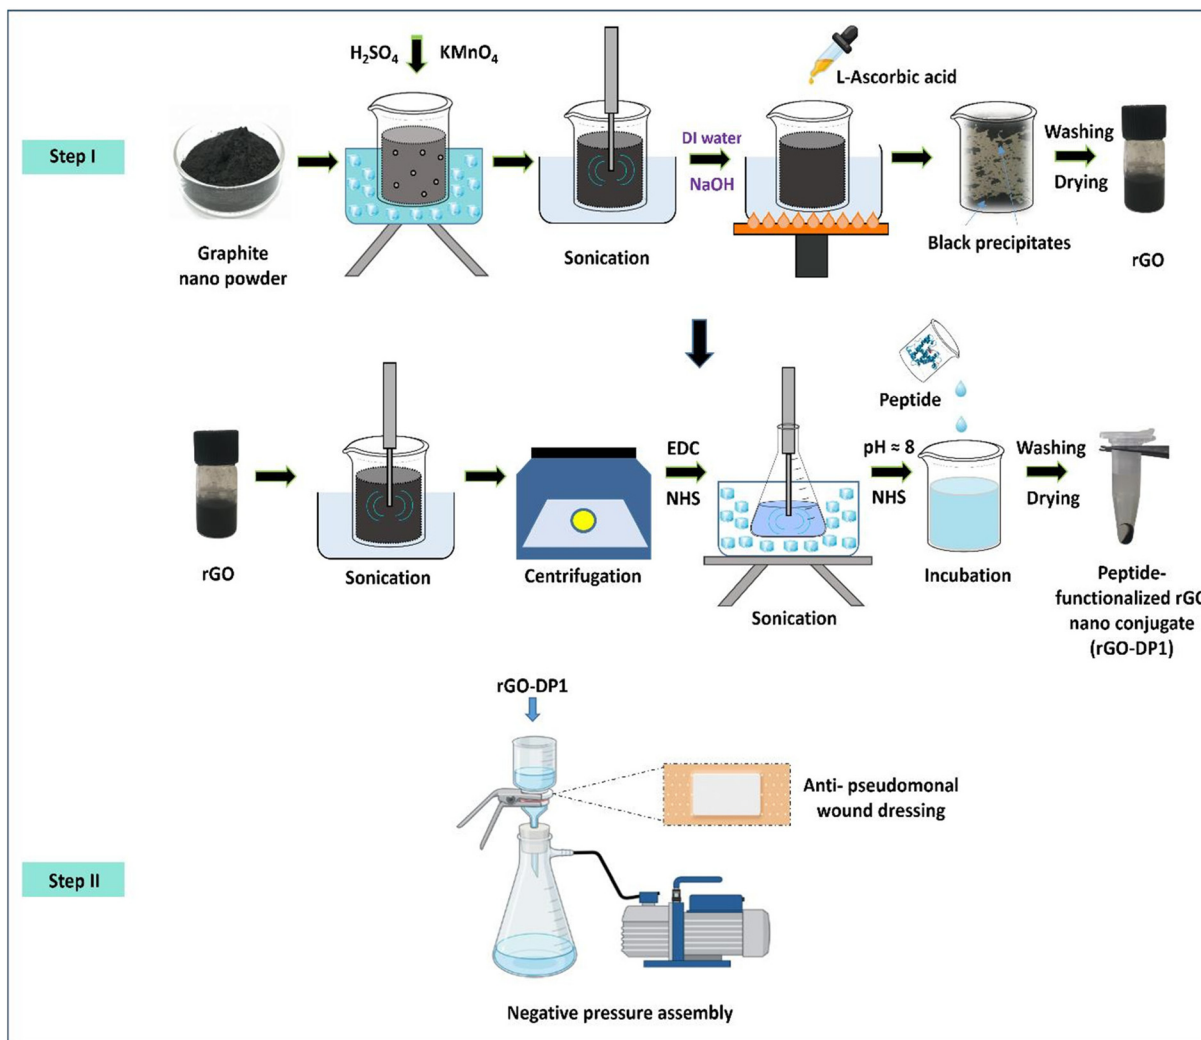 H₂SO₄ KMnO₄
L-Ascorbic acid
Step I
DI water
NaOH
Washing
Drying
Graphite
nano powder
Sonication
Black precipitates
rGO
Peptide
EDC
NHS
pH ≈ 8
NHS
Washing
Drying
rGO
Sonication
Centrifugation
Sonication
Incubation
Peptide-
functionalized rGO
nano conjugate
(rGO-DP1)
rGO-DP1
Anti- pseudomonal
wound dressing
Step II
Negative pressure assembly